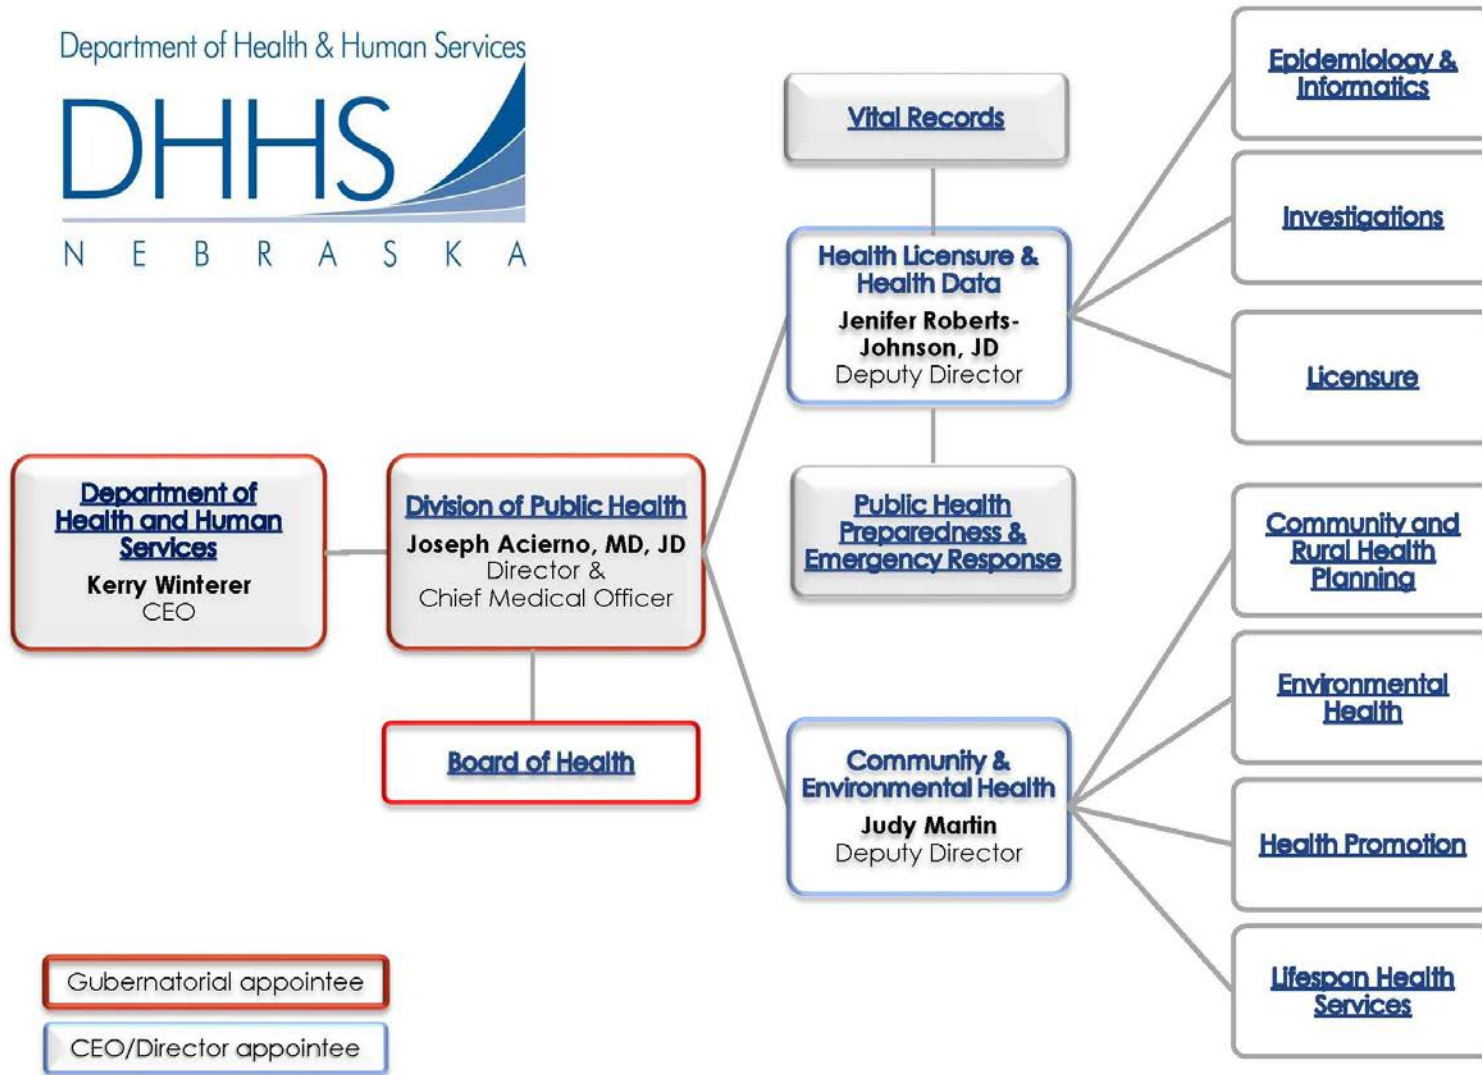 Department of Health & Human Services
DHHS
NEBRASKA
Department of
Health and Human
Services
Kerry Winterer
CEO
Division of Public Health
Joseph Acierno, MD, JD
Director &
Chief Medical Officer
Board of Health
Vital Records
Health Licensure &
Health Data
Jenifer Roberts-
Johnson, JD
Deputy Director
Public Health
Preparedness &
Emergency Response
Community &
Environmental Health
Judy Martin
Deputy Director
Epidemiology &
Informatics
Investigations
Licensure
Community and
Rural Health
Planning
Environmental
Health
Health Promotion
Lifespan Health
Services
Gubernatorial appointee
CEO/Director appointee